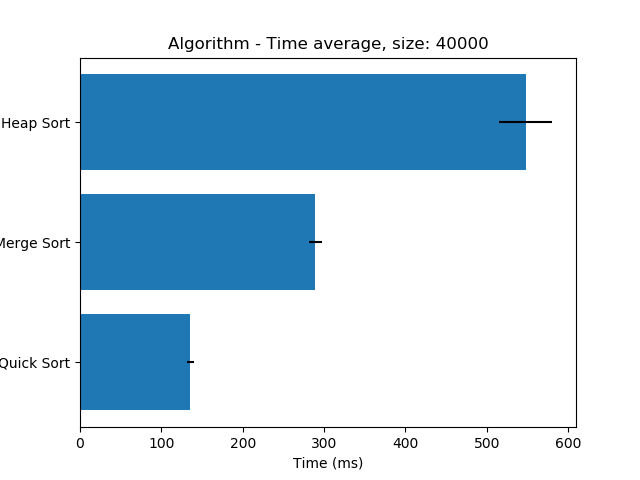 Algorithm - Time average, size: 40000
Heap Sort
Merge Sort
Quick Sort
0 100 200 300 400 500 600
Time (ms)